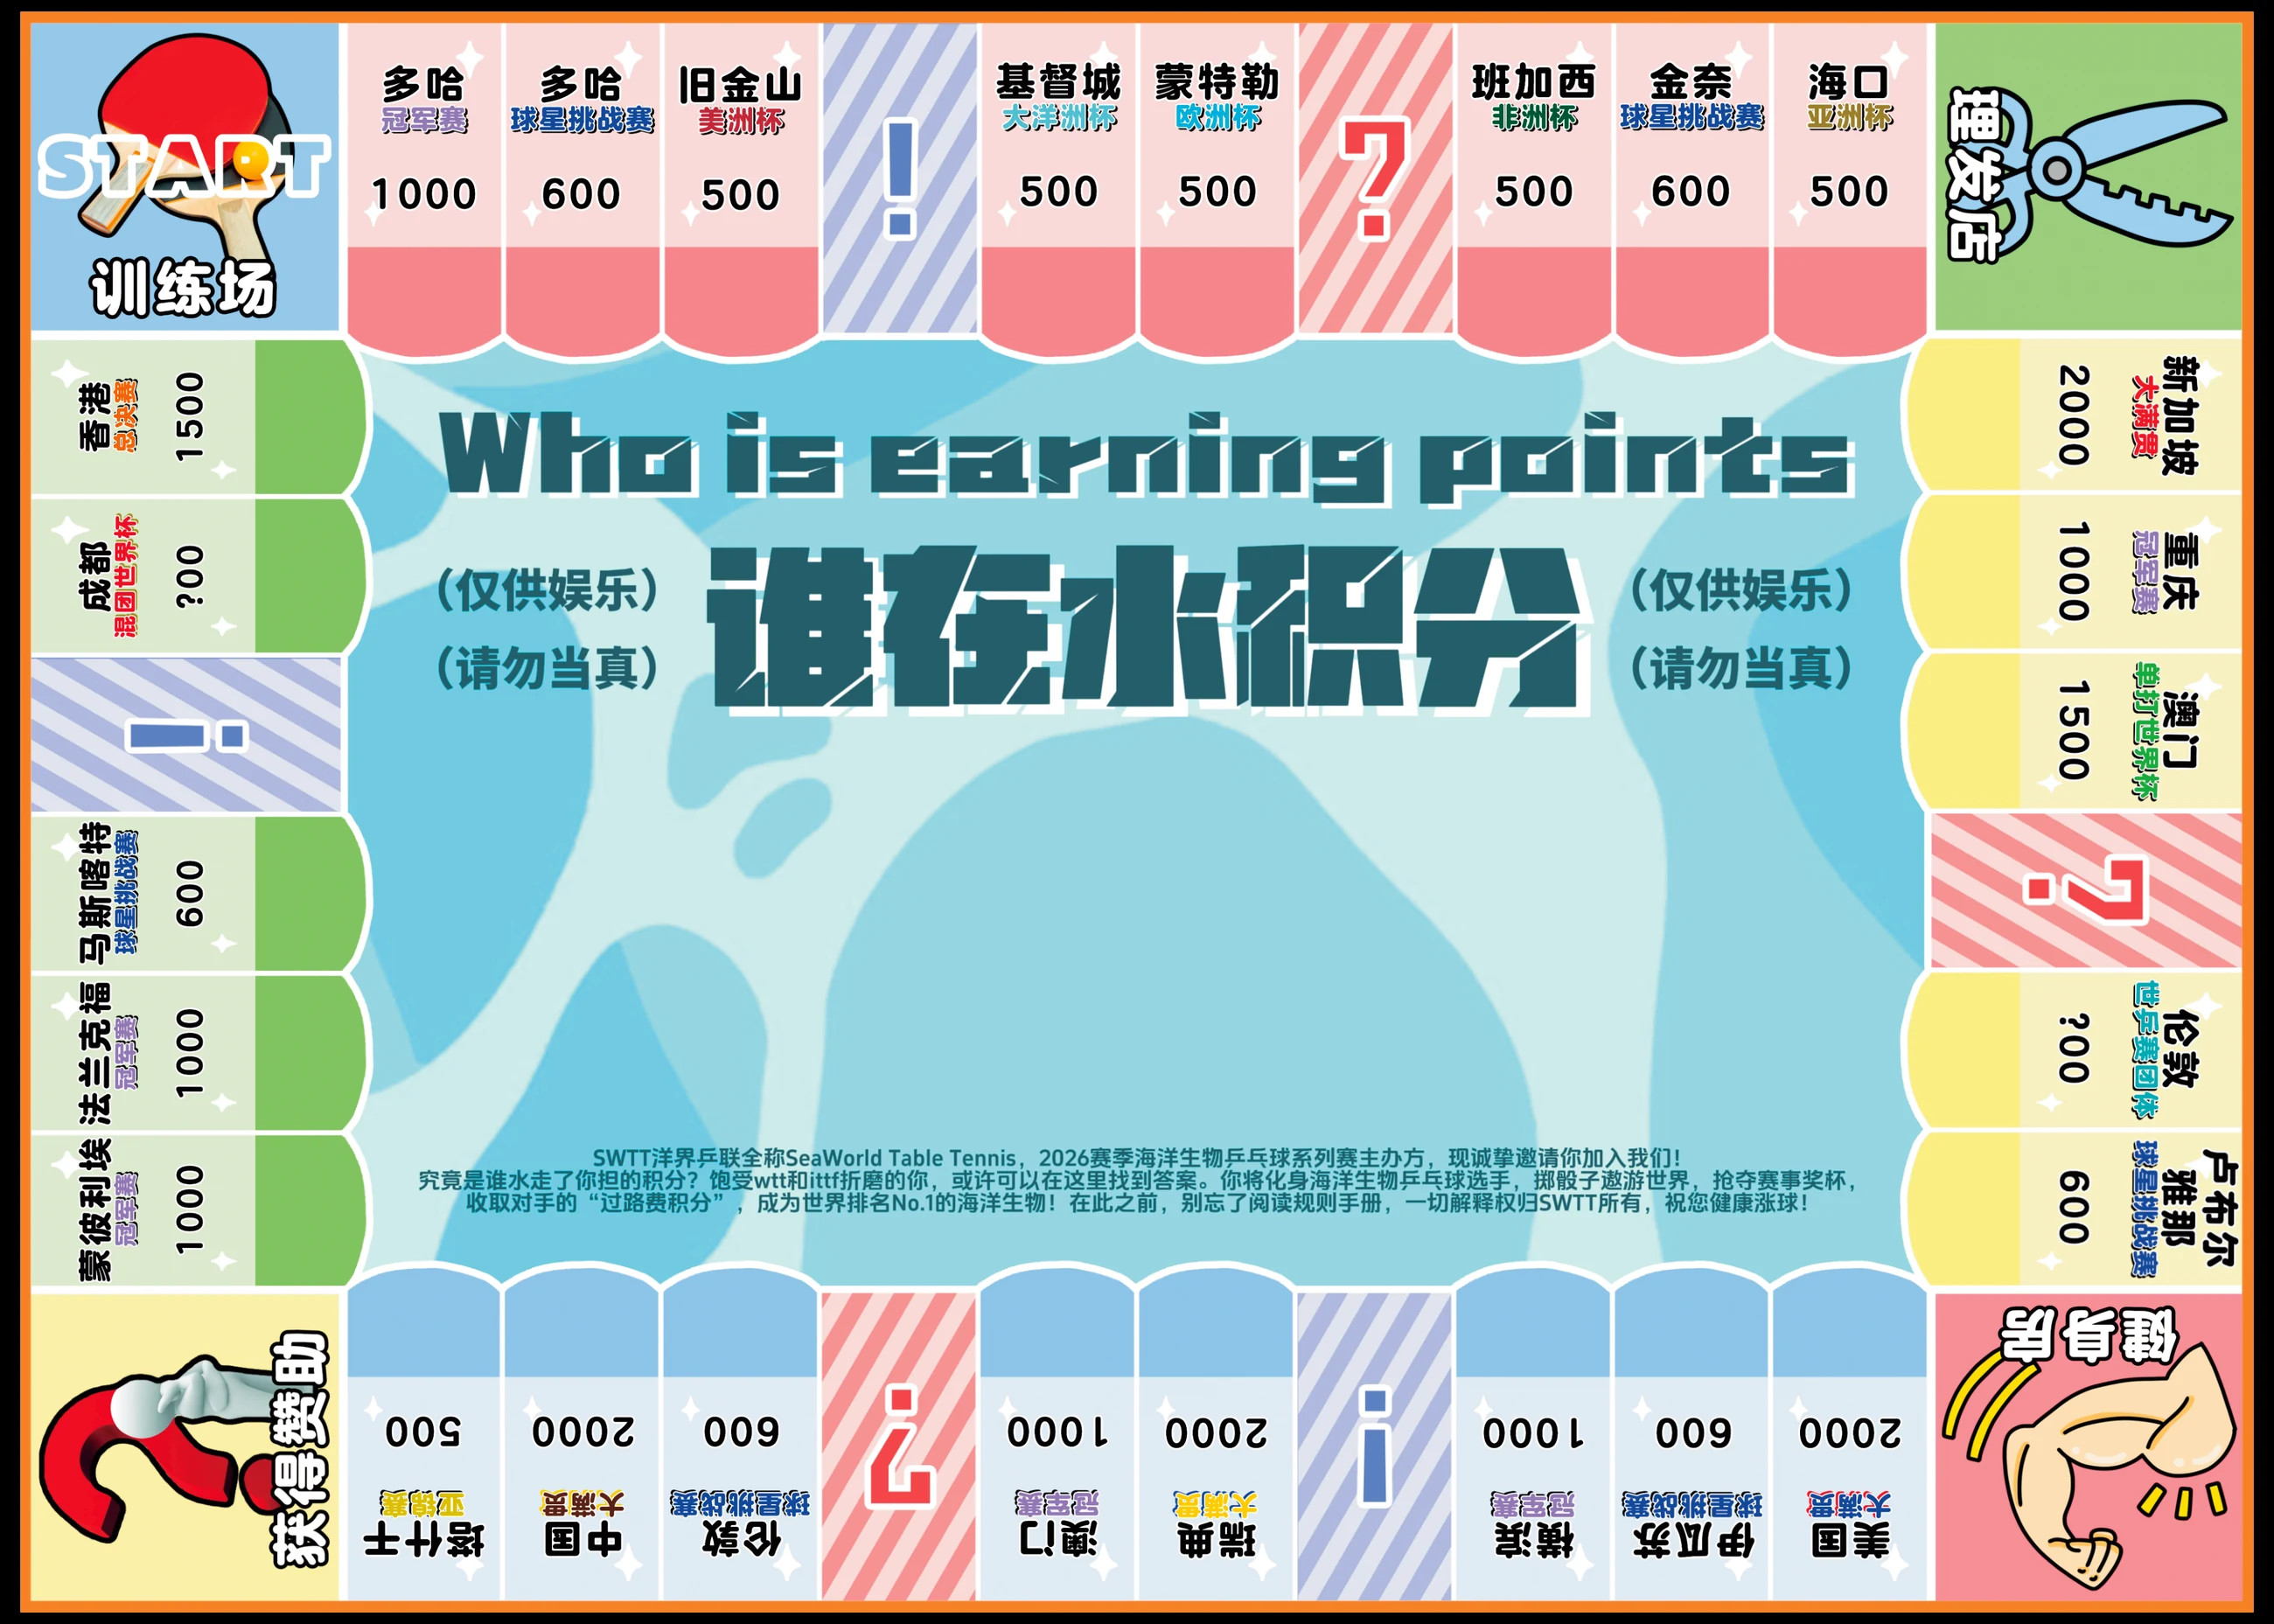 START
训练场
多哈
冠军赛
1000
多哈
球星挑战赛
600
旧金山
美洲杯
500
!
基督城
大洋洲杯
500
蒙特勒
欧洲杯
500
?
班加西
非洲杯
500
金奈
球星挑战赛
600
海口
亚洲杯
500
理发店
新加坡
大满贯
2000
重庆
冠军赛
1000
澳门
单打世界杯
1500
?
伦敦
世乒赛团体
?00
卢布尔
雅那
球星挑战赛
600
健身房
美国
大满贯
2000
伊瓜苏
球星挑战赛
600
横滨
冠军赛
1000
!
瑞典
大满贯
2000
澳门
冠军赛
1000
?
伦敦
球星挑战赛
600
中国
大满贯
2000
塔什干
亚锦赛
500
获得赞助
蒙彼利埃
冠军赛
1000
法兰克福
冠军赛
1000
马斯喀特
球星挑战赛
600
!
成都
混团世界杯
?00
香港
总决赛
1500
Who is earning points
谁在水积分
（仅供娱乐）
（请勿当真）
（仅供娱乐）
（请勿当真）
SWTT洋界乒联全称SeaWorld Table Tennis，2026赛季海洋生物乒乓球系列赛主办方，现诚挚邀请你加入我们！
究竟是谁水走了你担的积分？饱受wtt和ittf折磨的你，或许可以在这里找到答案。你将化身海洋生物乒乓球选手，掷骰子遨游世界，抢夺赛事奖杯，
收取对手的“过路费积分”，成为世界排名No.1的海洋生物！在此之前，别忘了阅读规则手册，一切解释权归SWTT所有，祝您健康涨球！